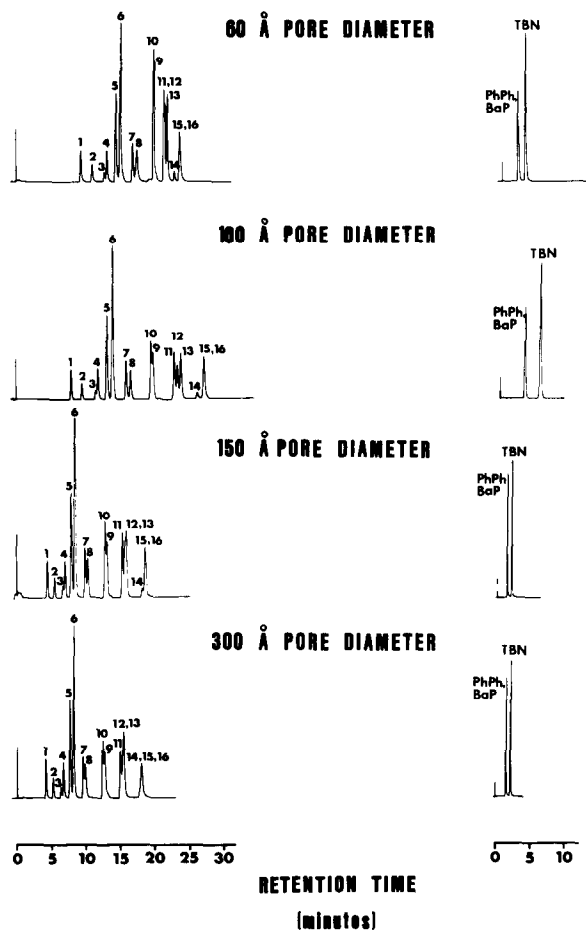 60 Å PORE DIAMETER
6
10
9
11,12
13
5
15,16
7
8
4
1
2
3
14
TBN
PhPh,
BaP
100 Å PORE DIAMETER
6
5
10
9
12
11
13
15,16
7
8
4
1
2
3
14
TBN
PhPh,
BaP
150 Å PORE DIAMETER
6
5
10
9
11
12,13
15,16
7
8
4
1
2
3
14
TBN
PhPh
BaP
300 Å PORE DIAMETER
6
5
12,13
10
9
11
14,15,16
7
8
4
1
2
3
TBN
PhPh,
BaP
0 5 10 15 20 25 30
0 5 10
RETENTION TIME
(minutes)